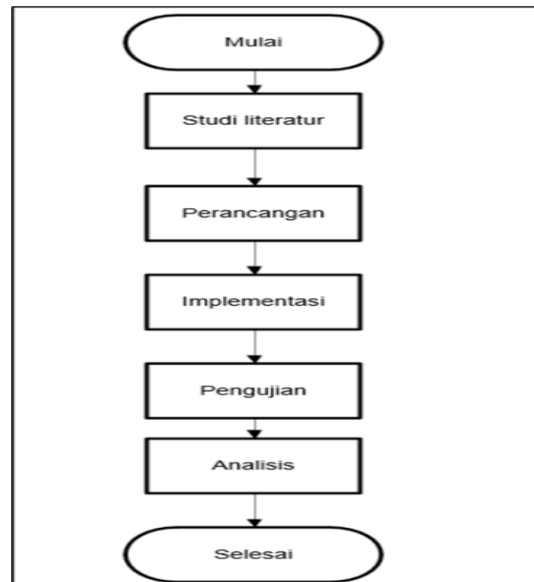 Mulai
Studi literatur
Perancangan
Implementasi
Pengujian
Analisis
Selesai